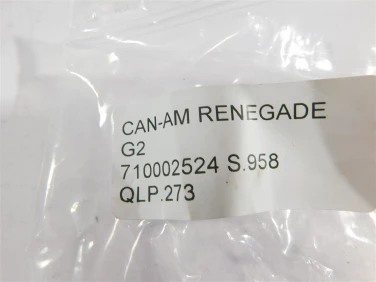 CAN-AM RENEGADE
G2
710002524 S.958
QLP.273